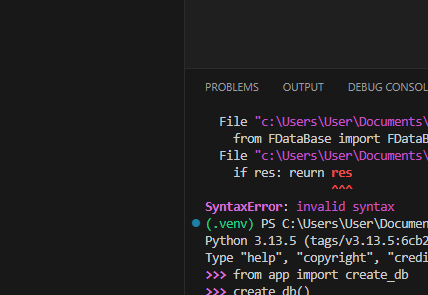 PROBLEMS OUTPUT DEBUG CONSOL
File "c:\Users\User\Documents\
from FDataBase import FDataB
File "c:\Users\User\Documents\
if res: reurn res
^^^
SyntaxError: invalid syntax
(.venv) PS C:\Users\User\Documen
Python 3.13.5 (tags/v3.13.5:6cb2
Type "help", "copyright", "credi
>>> from app import create_db
>>> create_db()